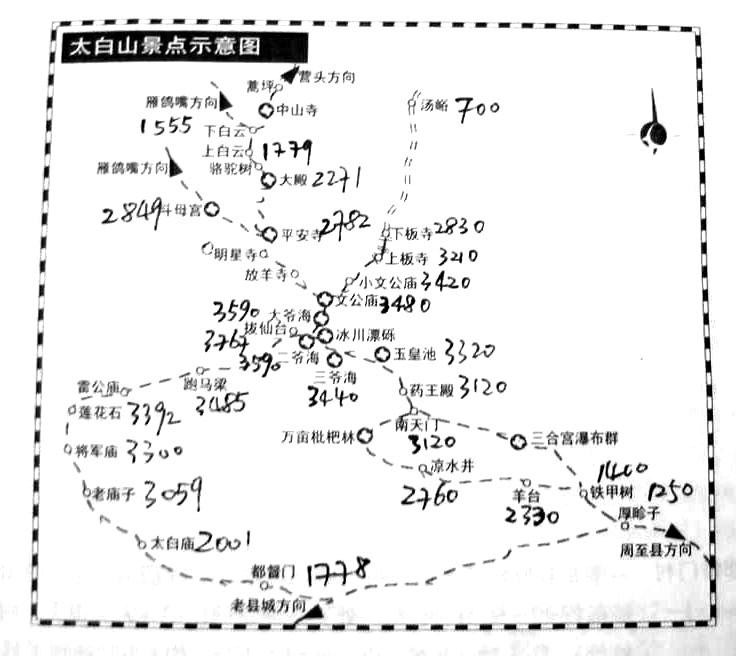 太白山景点示意图
营头方向
蒿坪
中山寺
雁鸽嘴方向
1555
下白云
上白云 1779
骆驼树
雁鸽嘴方向
大殿 2271
汤峪 700
2849 斗母宫
平安寺 2782
下板寺 2830
上板寺 3210
明星寺
放羊寺
小文公庙 3420
文公庙 3480
3590 大爷海
拔仙台
3767
冰川漂砾
3590 二爷海
三爷海
3440
玉皇池 3320
跑马梁
3485
雷公庙
药王殿 3120
莲花石 3392
南天门
3120
将军庙 3300
万亩枇杷林
三合宫瀑布群
凉水井
2760
老庙子 3059
羊台
2330
1400
铁甲树 1250
厚畛子
太白庙 2001
周至县方向
都督门 1778
老县城方向